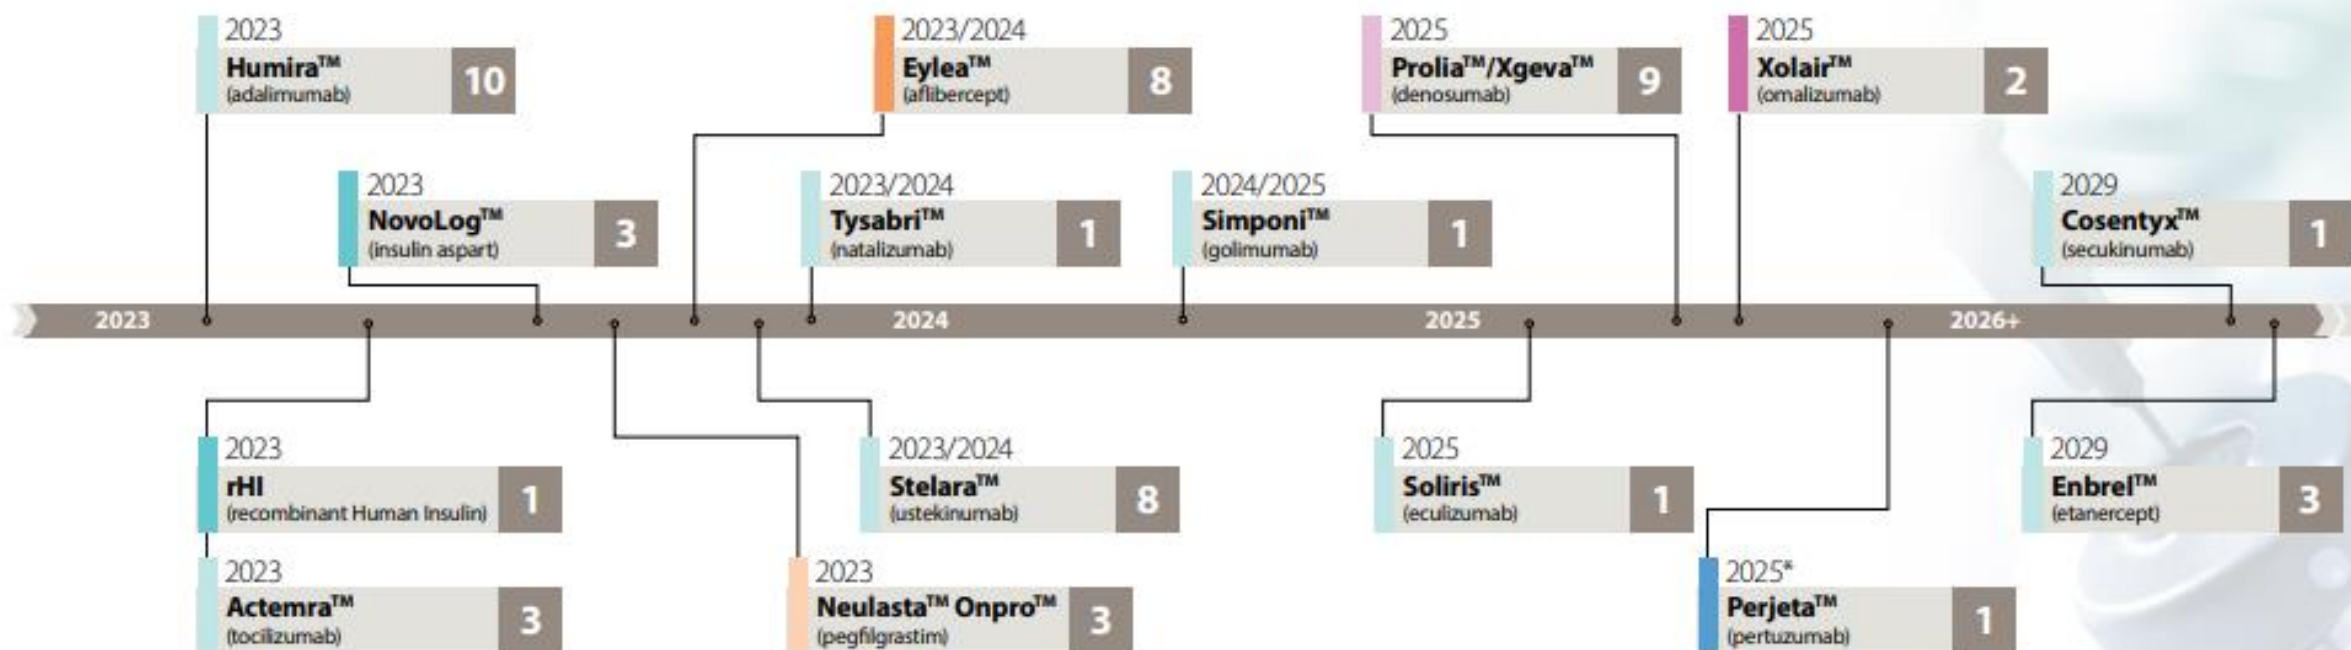 2023
Humira™
(adalimumab)
10
2023/2024
Eylea™
(aflibercept)
8
2025
Prolia™/Xgeva™
(denosumab)
9
2025
Xolair™
(omalizumab)
2
2023
NovoLog™
(insulin aspart)
3
2023/2024
Tysabri™
(natalizumab)
1
2024/2025
Simponi™
(golimumab)
1
2029
Cosentyx™
(secukinumab)
1
2023
2024
2025
2026+
2023
rHI
(recombinant Human Insulin)
1
2023/2024
Stelara™
(ustekinumab)
8
2025
Soliris™
(eculizumab)
1
2029
Enbrel™
(etanercept)
3
2023
Actemra™
(tocilizumab)
3
2023
Neulasta™ Onpro™
(pegfilgrastim)
3
2025*
Perjeta™
(pertuzumab)
1